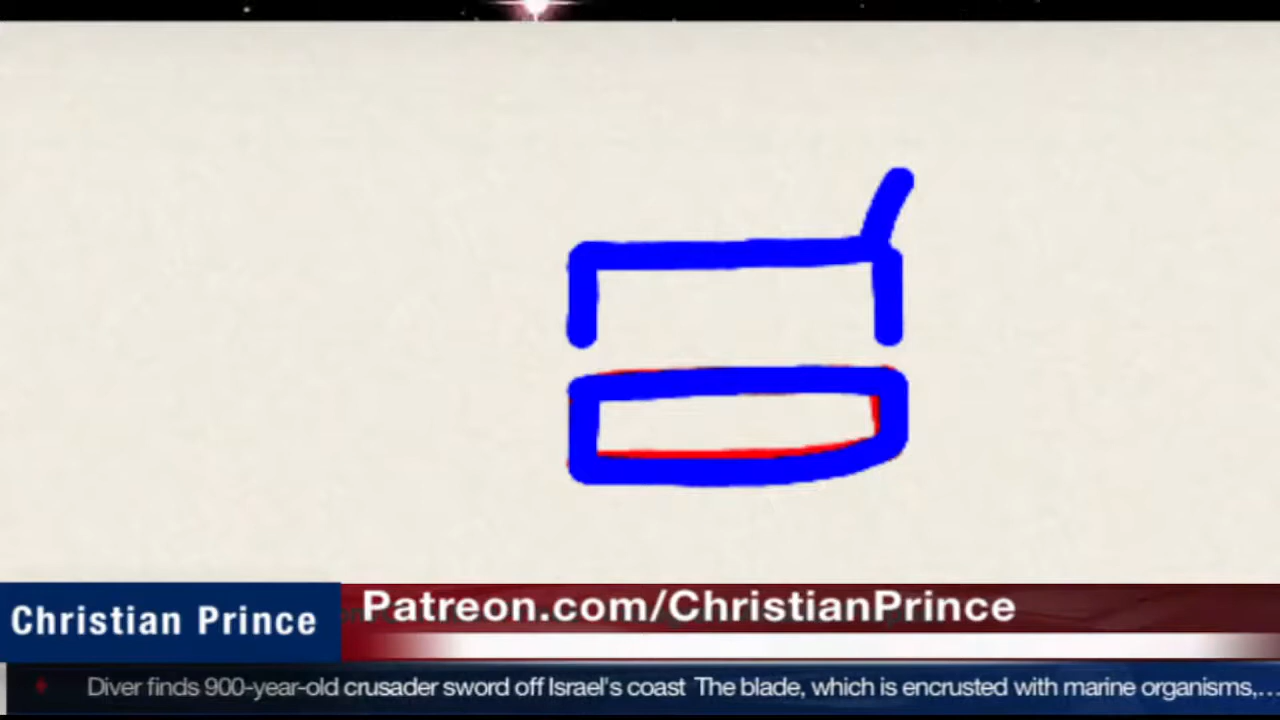 Patreon.com/ChristianPrince
Christian Prince
Diver finds 900-year-old crusader sword off Israel's coast The blade, which is encrusted with marine organisms,...